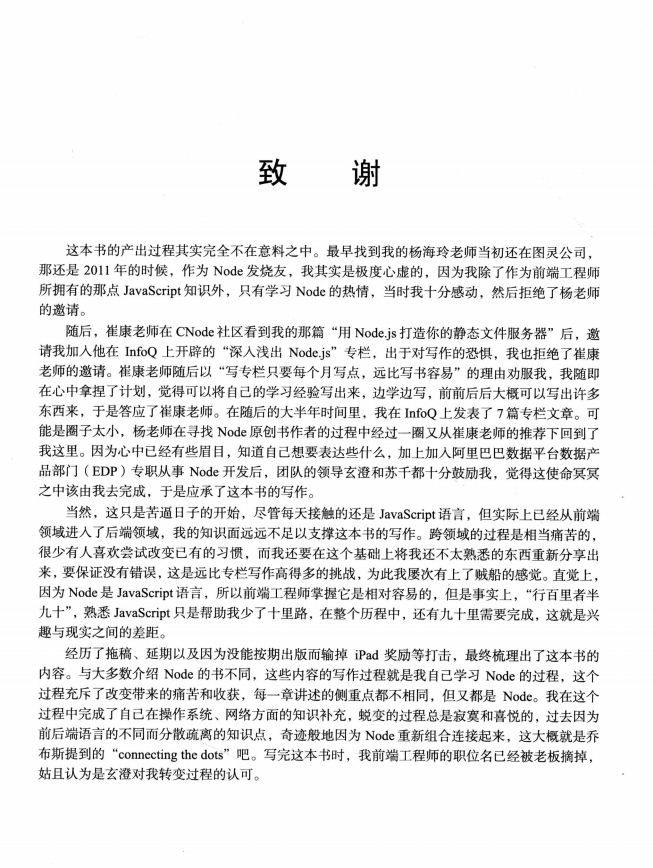 致 谢
这本书的产出过程其实完全不在意料之中。最早找到我的杨海玲老师当初还在图灵公司，
那还是 2011 年的时候，作为 Node 发烧友，我其实是极度心虚的，因为我除了作为前端工程师
所拥有的那点 JavaScript 知识外，只有学习 Node 的热情，当时我十分感动，然后拒绝了杨老师
的邀请。
随后，崔康老师在 CNode 社区看到我的那篇“用 Node.js 打造你的静态文件服务器”后，邀
请我加入他在 InfoQ 上开辟的“深入浅出 Node.js”专栏，出于对写作的恐惧，我也拒绝了崔康
老师的邀请。崔康老师随后以“写专栏只要每个月写点，远比写书容易”的理由劝服我，我随即
在心中拿捏了计划，觉得可以将自己的学习经验写出来，边学边写，前前后后大概可以写出许多
东西来，于是答应了崔康老师。在随后的大半年时间里，我在 InfoQ 上发表了 7 篇专栏文章。可
能是圈子太小，杨老师在寻找 Node 原创书作者的过程中经过一圈又从崔康老师的推荐下回到了
我这里。因为心中已经有些眉目，知道自己想要表达些什么，加上加入阿里巴巴数据平台数据产
品部门（EDP）专职从事 Node 开发后，团队的领导玄澄和苏千都十分鼓励我，觉得这使命冥冥
之中该由我去完成，于是应承了这本书的写作。
当然，这只是苦逼日子的开始，尽管每天接触的还是 JavaScript 语言，但实际上已经从前端
领域进入了后端领域，我的知识面远远不足以支撑这本书的写作。跨领域的过程是相当痛苦的，
很少有人喜欢尝试改变已有的习惯，而我还要在这个基础上将我还不太熟悉的东西重新分享出
来，要保证没有错误，这是远比专栏写作高得多的挑战，为此我屡次有上了贼船的感觉。直觉上，
因为 Node 是 JavaScript 语言，所以前端工程师掌握它是相对容易的，但是事实上，“行百里者半
九十”，熟悉 JavaScript 只是帮助我少了十里路，在整个历程中，还有九十里需要完成，这就是兴
趣与现实之间的差距。
经历了拖稿、延期以及因为没能按期出版而输掉 iPad 奖励等打击，最终梳理出了这本书的
内容。与大多数介绍 Node 的书不同，这些内容的写作过程就是我自己学习 Node 的过程，这个
过程充斥了改变带来的痛苦和收获，每一章讲述的侧重点都不相同，但又都是 Node。我在这个
过程中完成了自己在操作系统、网络方面的知识补充，蜕变的过程总是寂寞和喜悦的，过去因为
前后端语言的不同而分散疏离的知识点，奇迹般地因为 Node 重新组合连接起来，这大概就是乔
布斯提到的“connecting the dots”吧。写完这本书时，我前端工程师的职位名已经被老板摘掉，
姑且认为是玄澄对我转变过程的认可。